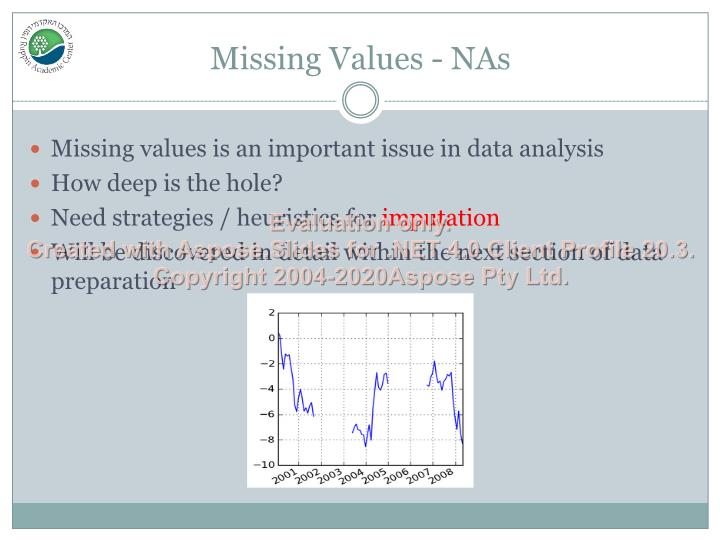 Ruppin Academic Center
Missing Values - NAs
Missing values is an important issue in data analysis
How deep is the hole?
Need strategies / heuristics for imputation
Will be discovered in detail within the next section of data
preparation
Evaluation only.
Created with Aspose.Slides for .NET 4.0 Client Profile 20.3.
Copyright 2004-2020Aspose Pty Ltd.
2
0
−2
−4
−6
−8
−10
2001 2002 2003 2004 2005 2006 2007 2008